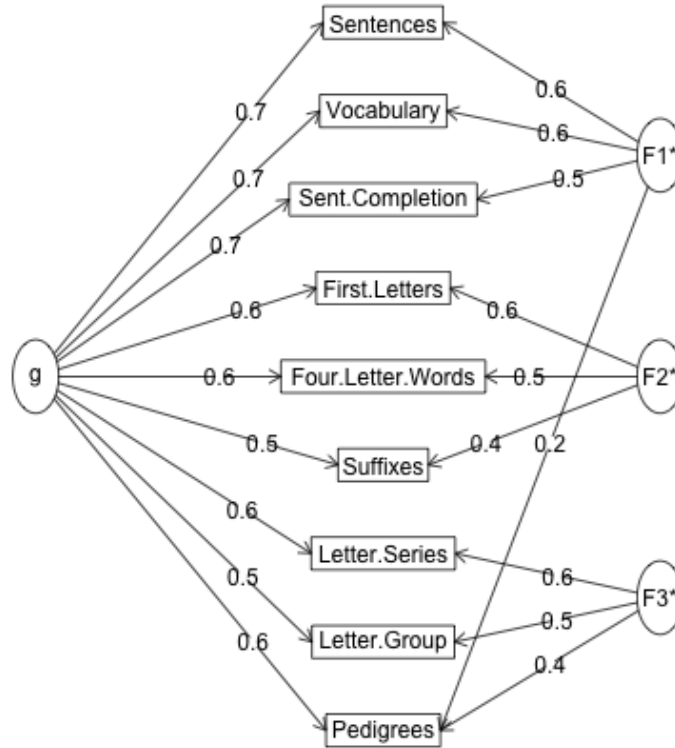 Sentences
0.6
0.7
Vocabulary
0.6
F1*
0.7
Sent.Completion
0.5
0.7
First.Letters
0.6
0.6
g
0.6
Four.Letter.Words
0.5
F2*
0.5
Suffixes
0.4
0.2
0.6
Letter.Series
0.6
F3*
0.5
Letter.Group
0.5
0.6
0.4
Pedigrees